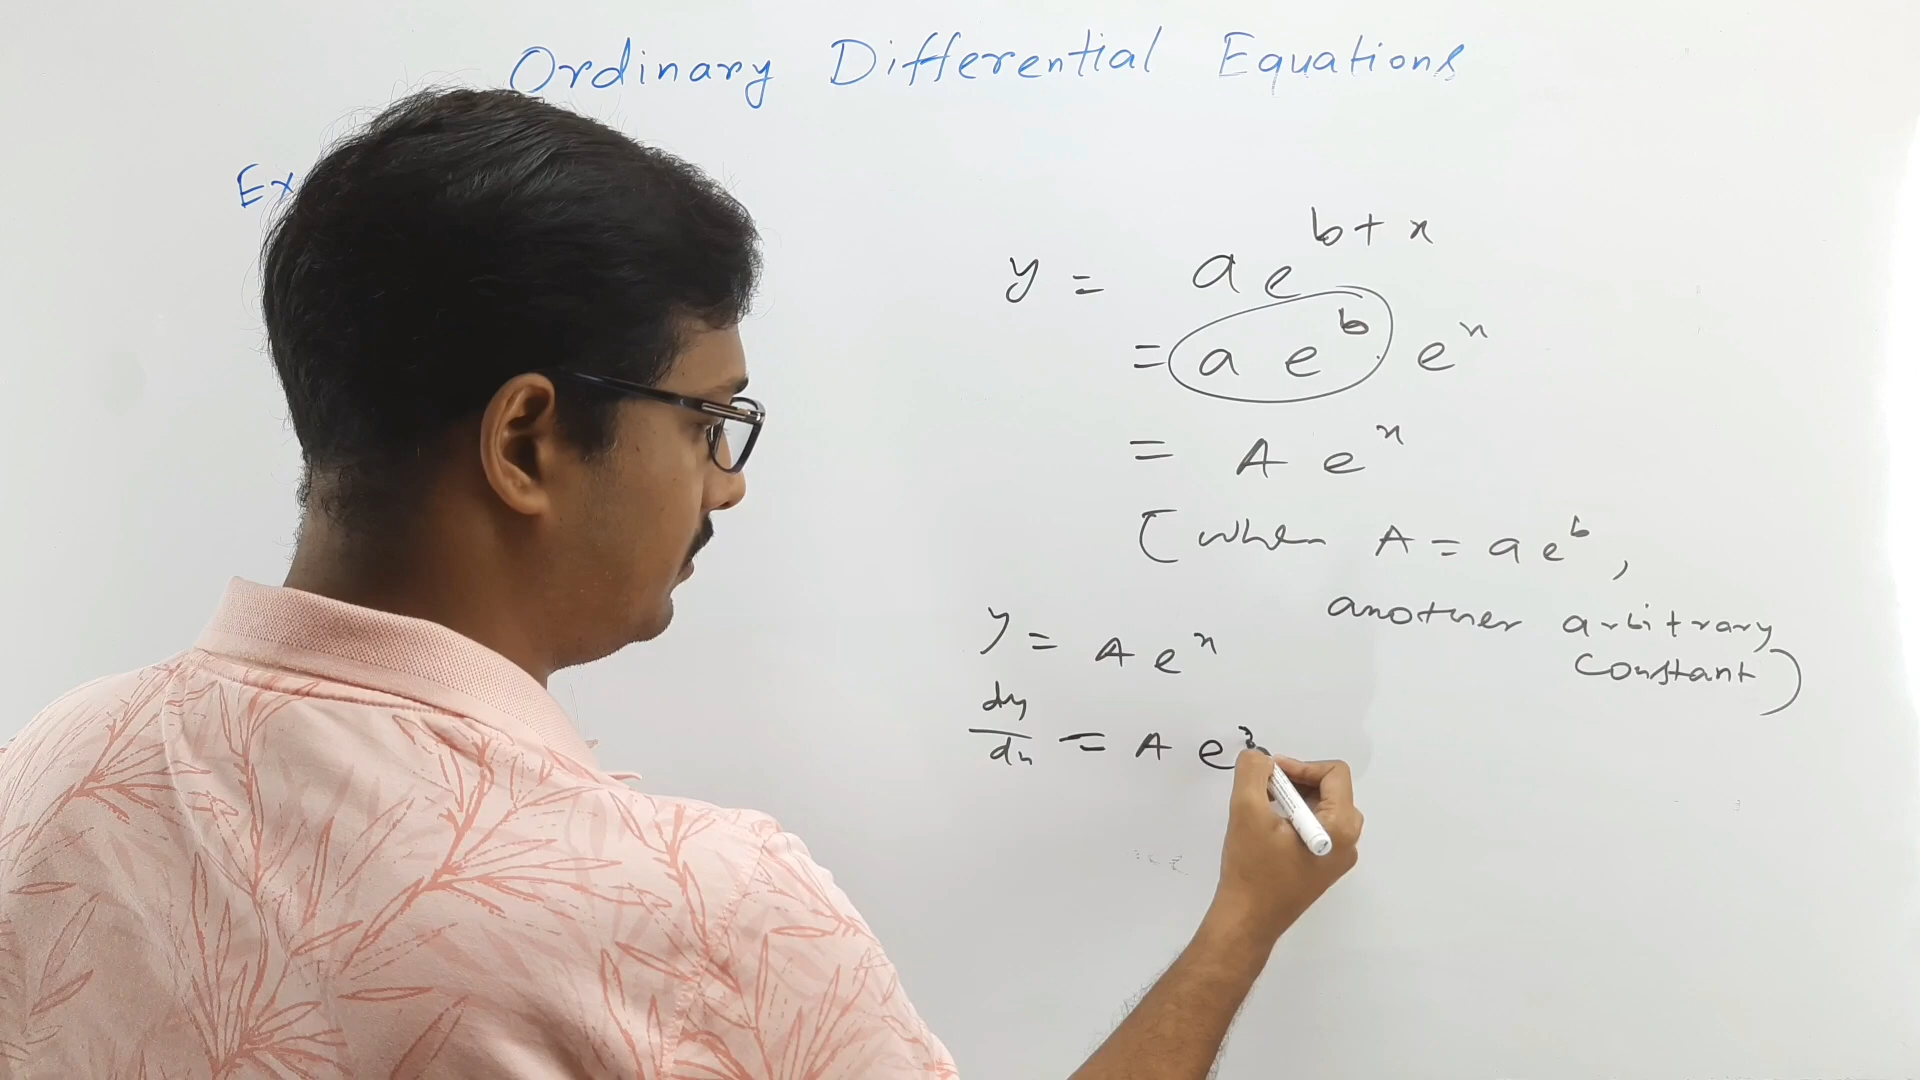 Ordinary Differential Equations
Ex
y = a e^{b+x}
= a e^b e^x
= A e^x
[when A = a e^b,
another arbitrary
constant)
y = A e^x
dy/dx = A e